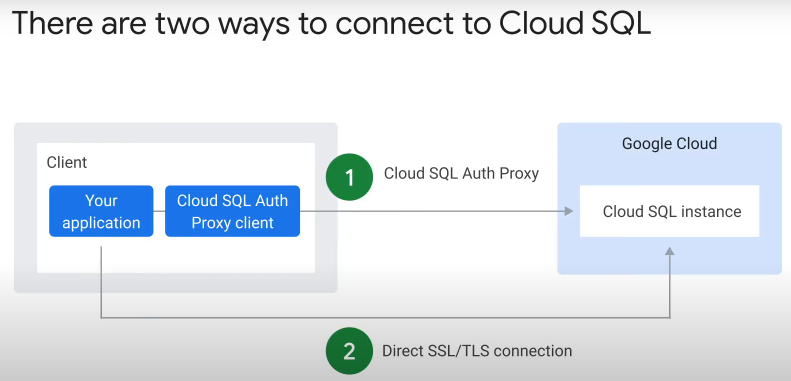 There are two ways to connect to Cloud SQL
Client
Your
application
Cloud SQL Auth
Proxy client
1
Cloud SQL Auth Proxy
Google Cloud
Cloud SQL instance
2
Direct SSL/TLS connection